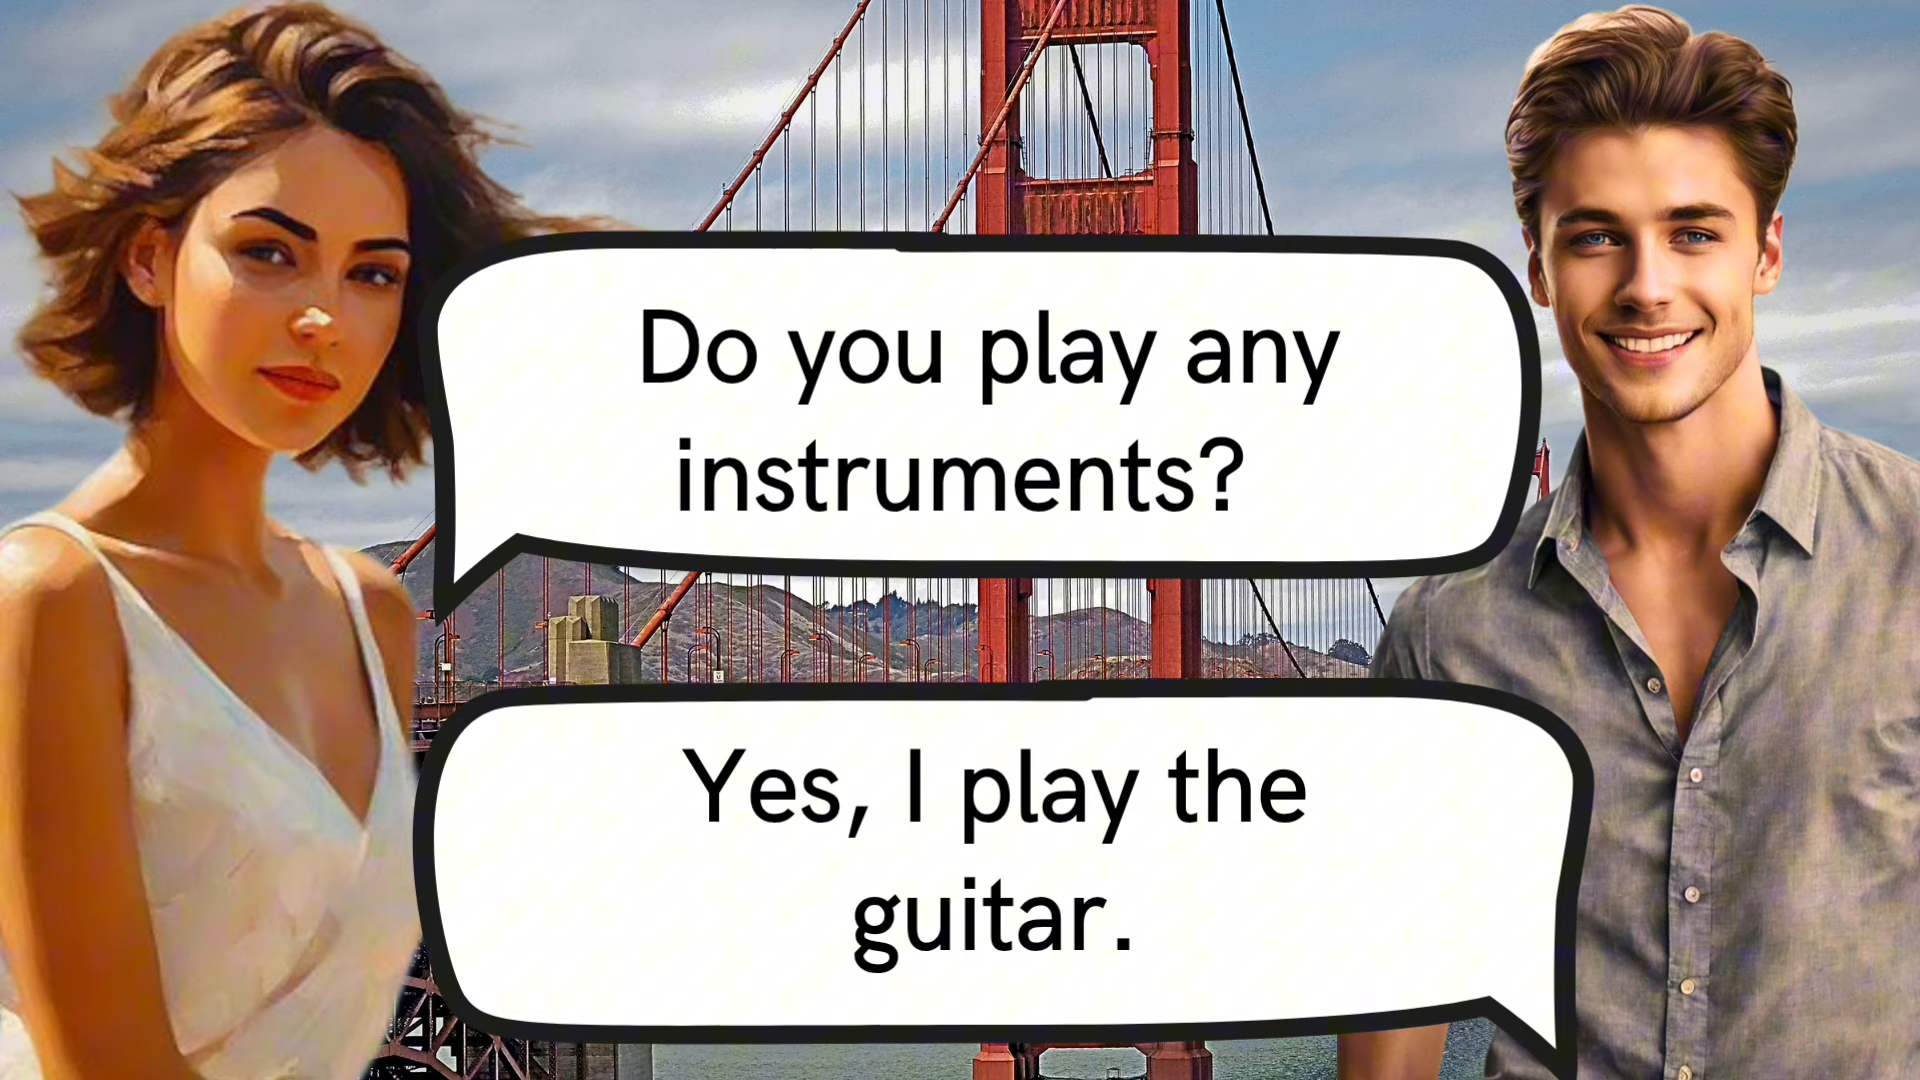 Do you play any
instruments?
Yes, I play the
guitar.